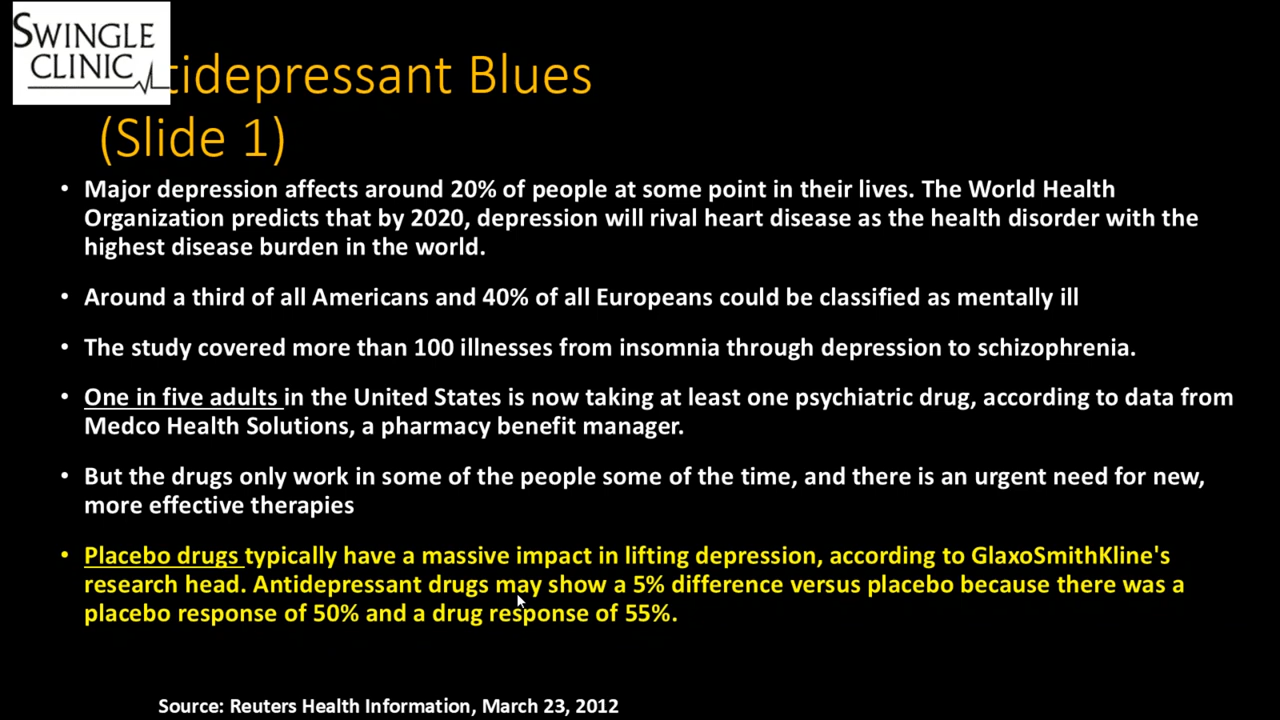 SWINGLE
CLINIC
tidepressant Blues
(Slide 1)
• Major depression affects around 20% of people at some point in their lives. The World Health
Organization predicts that by 2020, depression will rival heart disease as the health disorder with the
highest disease burden in the world.
• Around a third of all Americans and 40% of all Europeans could be classified as mentally ill
• The study covered more than 100 illnesses from insomnia through depression to schizophrenia.
• One in five adults in the United States is now taking at least one psychiatric drug, according to data from
Medco Health Solutions, a pharmacy benefit manager.
• But the drugs only work in some of the people some of the time, and there is an urgent need for new,
more effective therapies
• Placebo drugs typically have a massive impact in lifting depression, according to GlaxoSmithKline's
research head. Antidepressant drugs may show a 5% difference versus placebo because there was a
placebo response of 50% and a drug response of 55%.
Source: Reuters Health Information, March 23, 2012